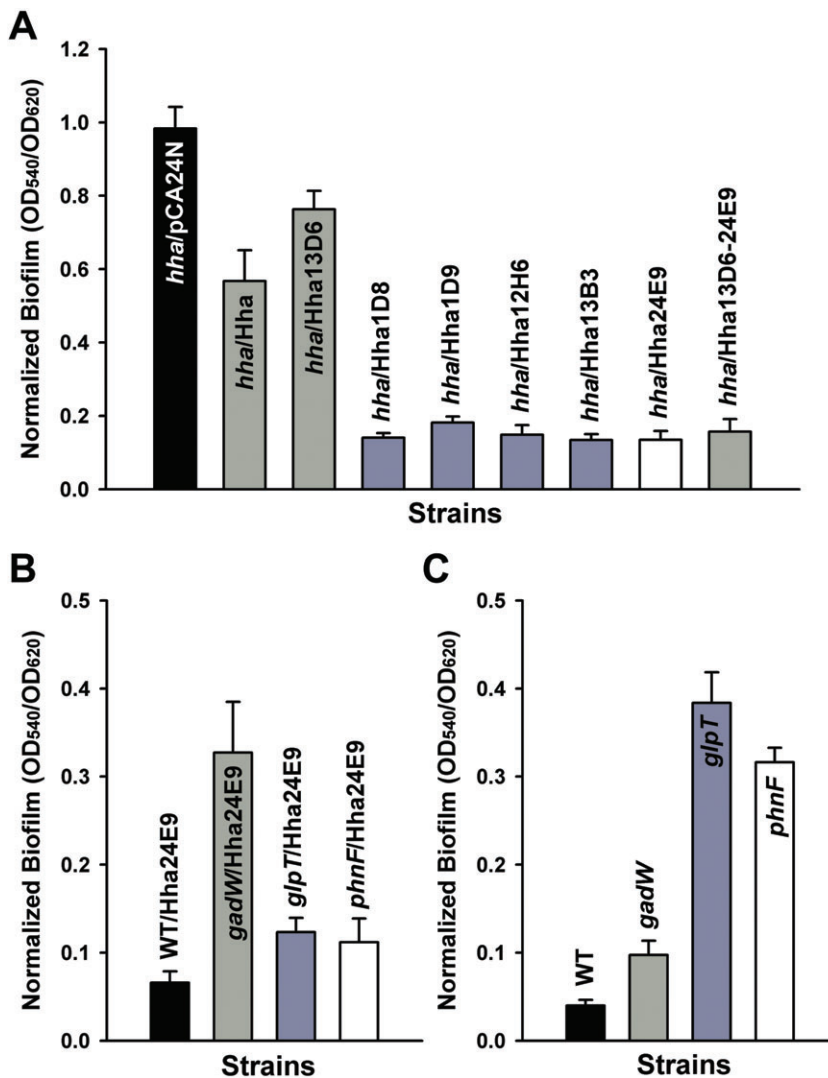 A
Normalized Biofilm (OD540/OD620)
1.2
1.0
0.8
0.6
0.4
0.2
0.0
hha/pCA24N
hha/Hha
hha/Hha13D6
hha/Hha1D8
hha/Hha1D9
hha/Hha12H6
hha/Hha13B3
hha/Hha24E9
hha/Hha13D6-24E9
Strains
B
Normalized Biofilm (OD540/OD620)
0.5
0.4
0.3
0.2
0.1
0.0
WT/Hha24E9
gadW/Hha24E9
glpT/Hha24E9
phnF/Hha24E9
Strains
C
Normalized Biofilm (OD540/OD620)
0.5
0.4
0.3
0.2
0.1
0.0
WT
gadW
glpT
phnF
Strains